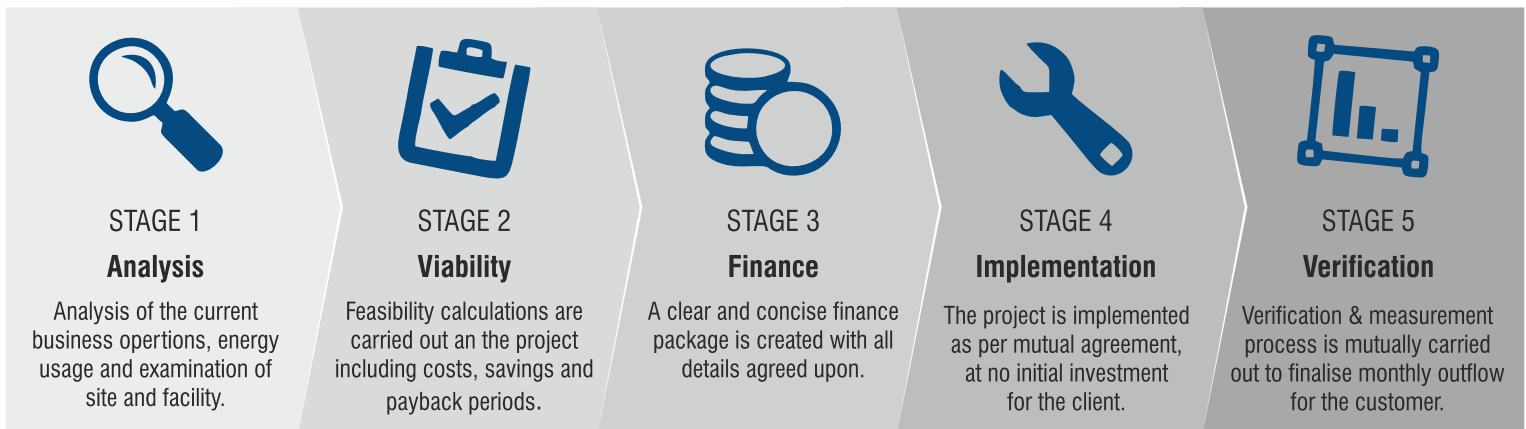 STAGE 1
Analysis
Analysis of the current
business opertions, energy
usage and examination of
site and facility.
STAGE 2
Viability
Feasibility calculations are
carried out an the project
including costs, savings and
payback periods.
STAGE 3
Finance
A clear and concise finance
package is created with all
details agreed upon.
STAGE 4
Implementation
The project is implemented
as per mutual agreement,
at no initial investment
for the client.
STAGE 5
Verification
Verification & measurement
process is mutually carried
out to finalise monthly outflow
for the customer.